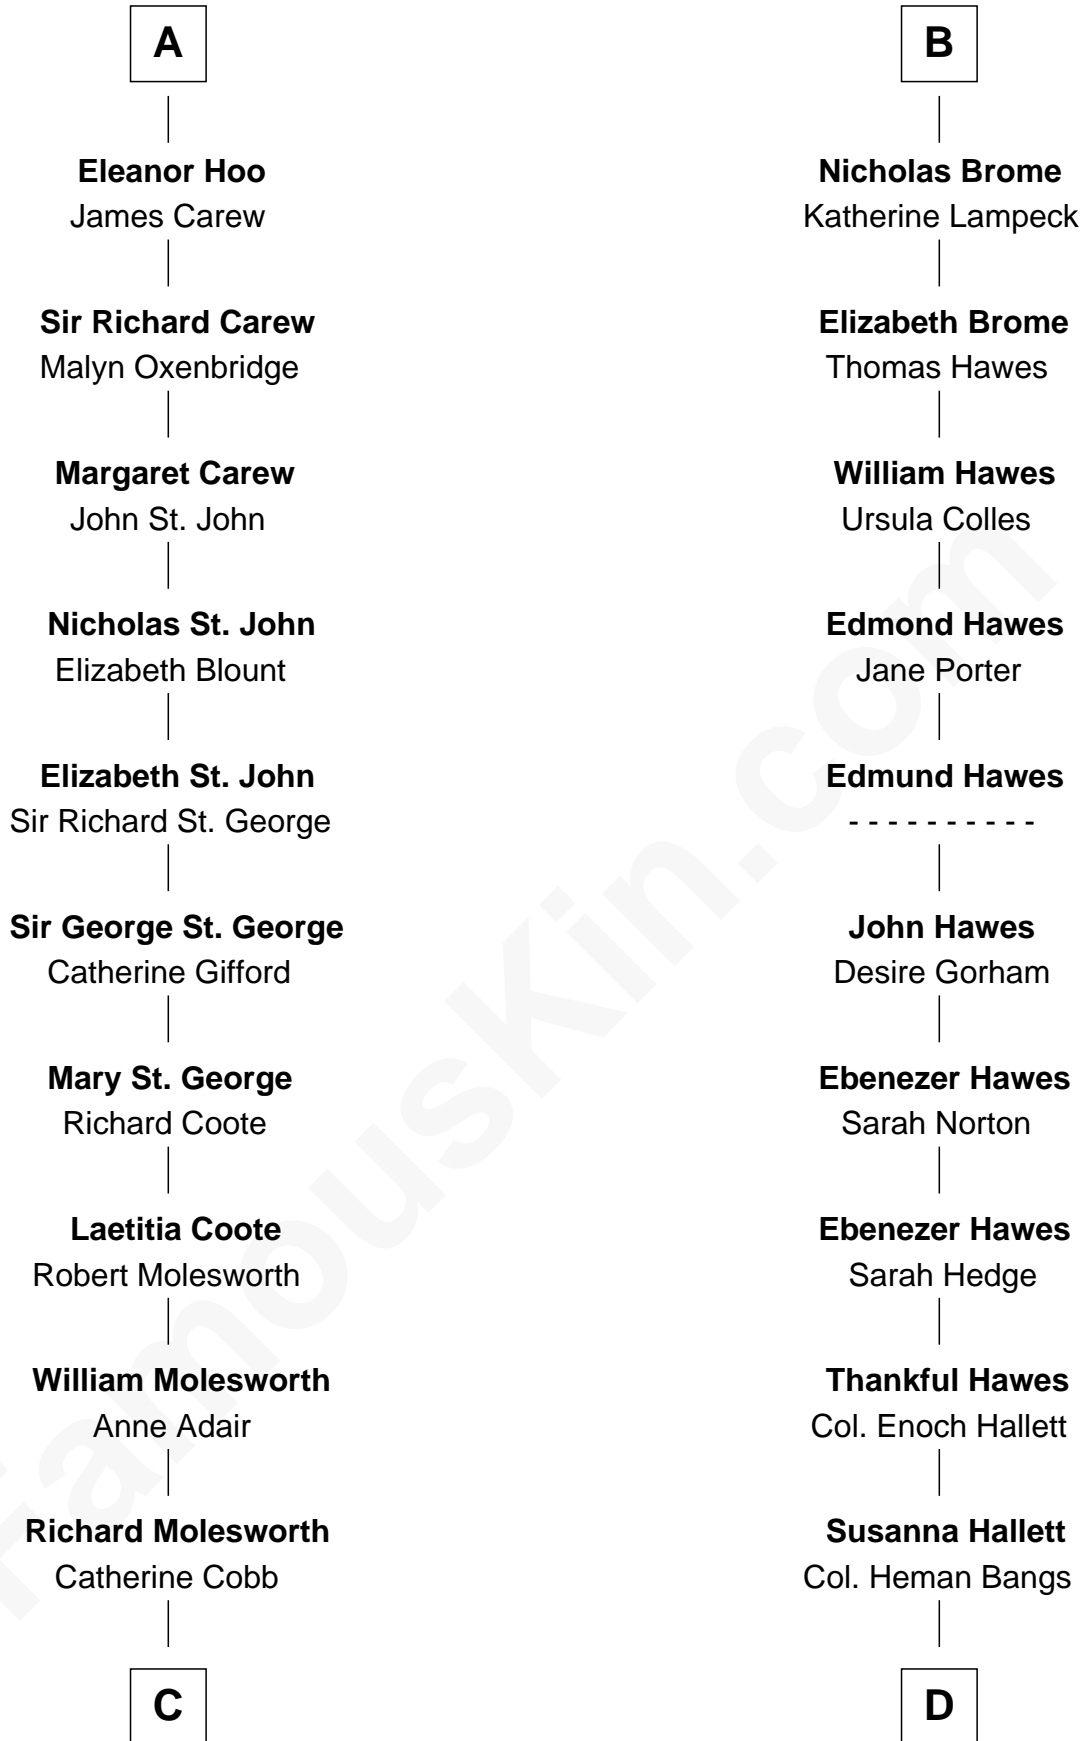 A
Eleanor Hoo
James Carew
Sir Richard Carew
Malyn Oxenbridge
Margaret Carew
John St. John
Nicholas St. John
Elizabeth Blount
Elizabeth St. John
Sir Richard St. George
Sir George St. George
Catherine Gifford
Mary St. George
Richard Coote
Laetitia Coote
Robert Molesworth
William Molesworth
Anne Adair
Richard Molesworth
Catherine Cobb
C
B
Nicholas Brome
Katherine Lampeck
Elizabeth Brome
Thomas Hawes
William Hawes
Ursula Colles
Edmond Hawes
Jane Porter
Edmund Hawes
- - - - - - - - - -
John Hawes
Desire Gorham
Ebenezer Hawes
Sarah Norton
Ebenezer Hawes
Sarah Hedge
Thankful Hawes
Col. Enoch Hallett
Susanna Hallett
Col. Heman Bangs
D
FamousKin.com